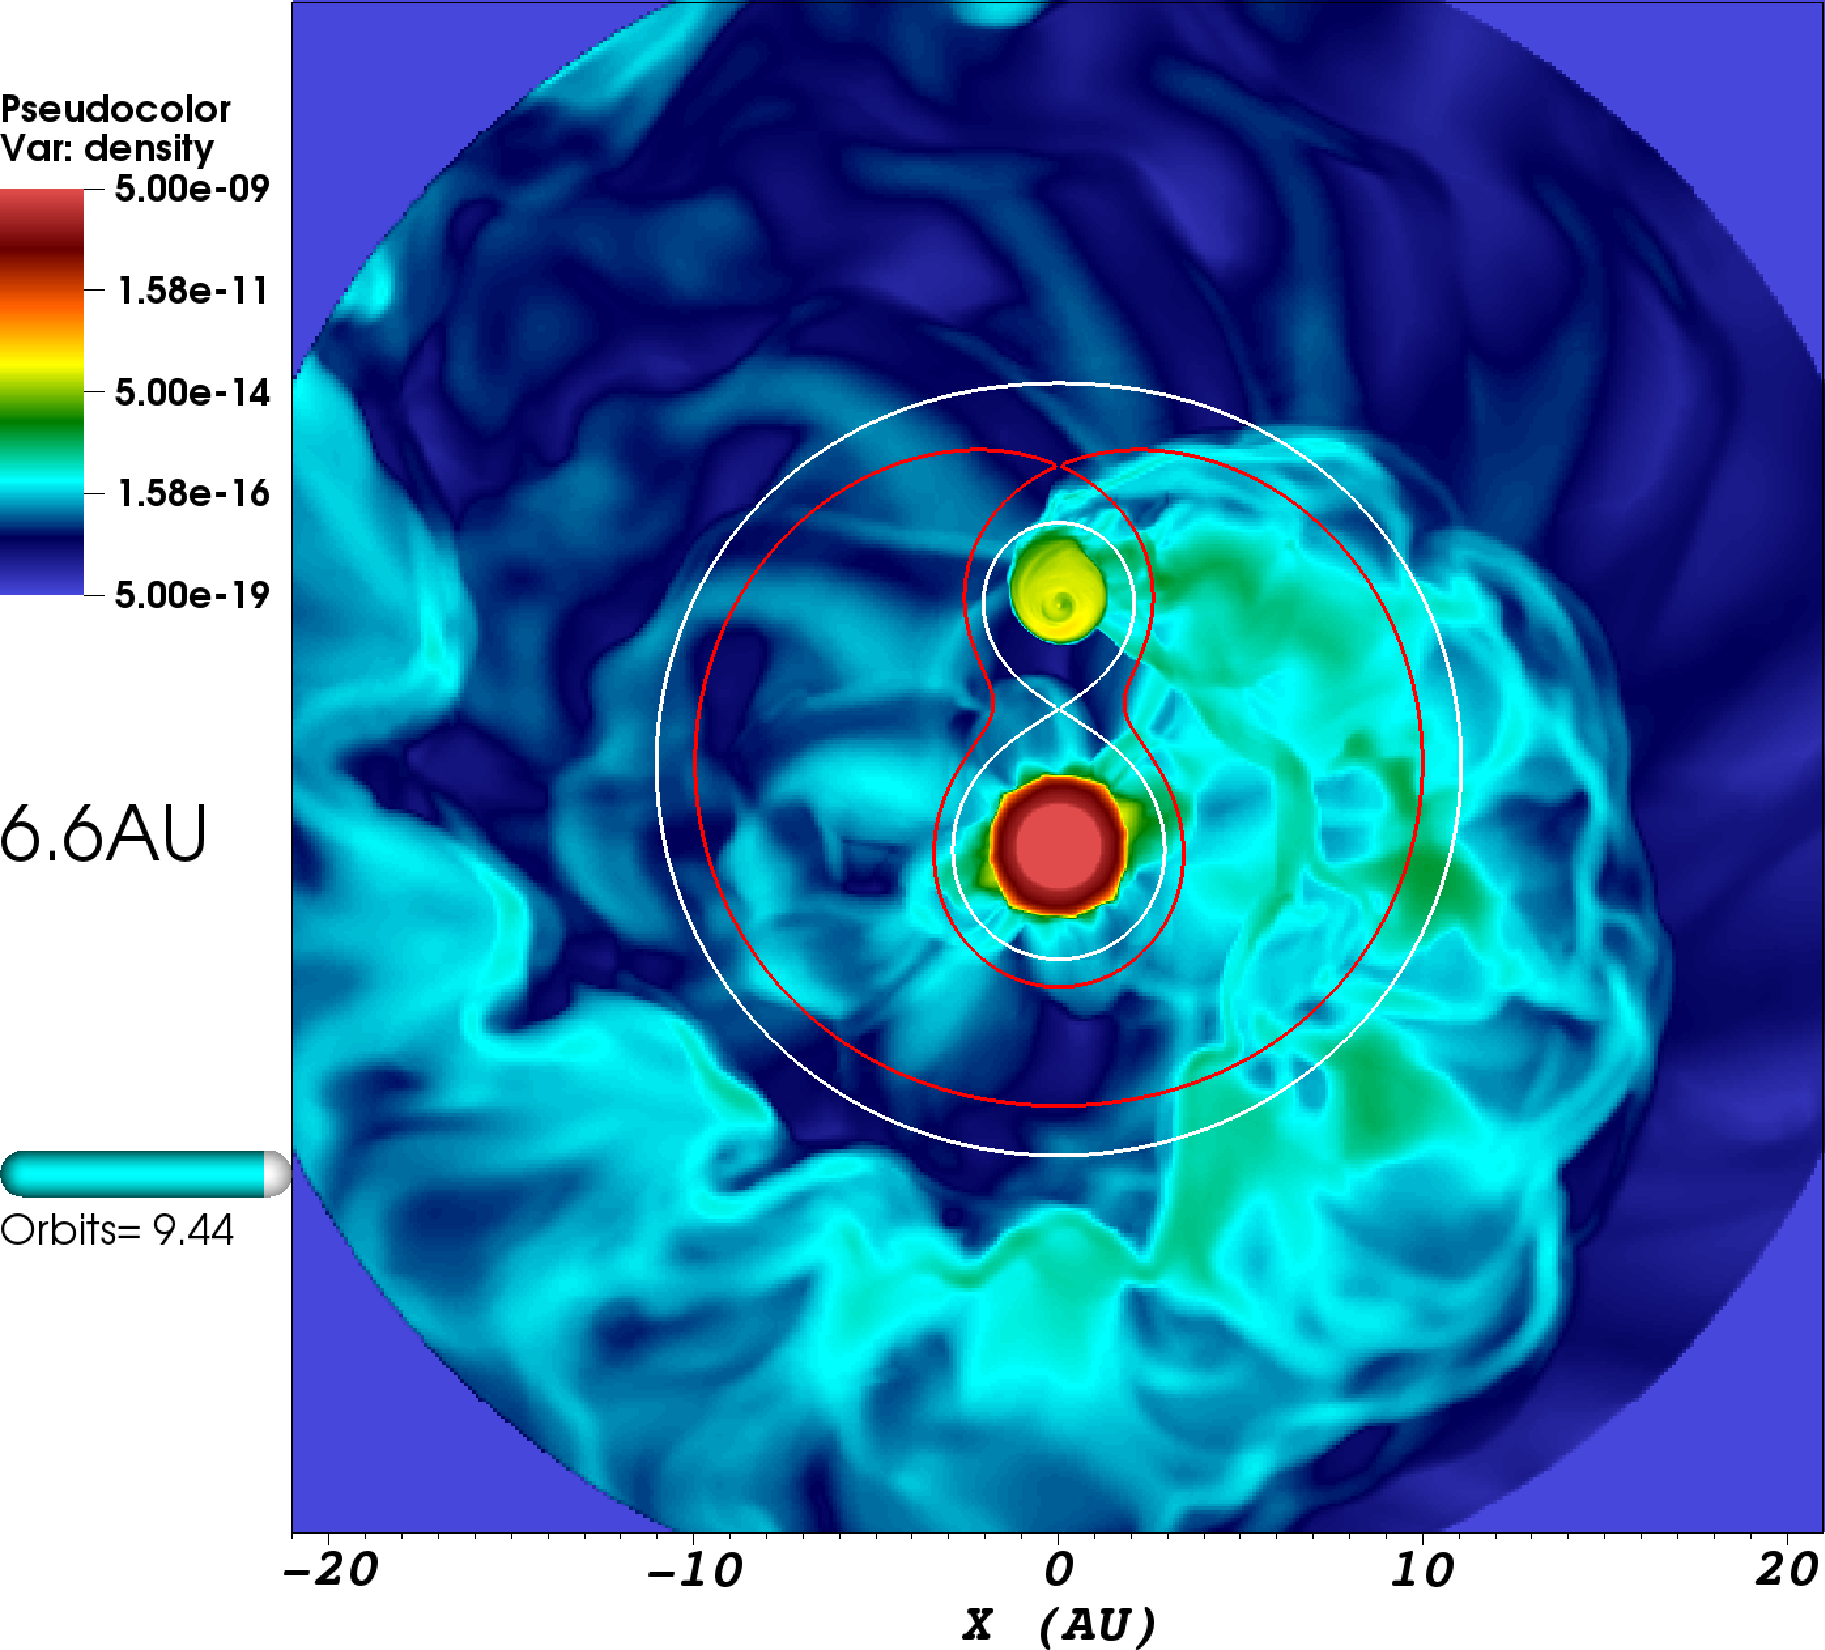 Pseudocolor
Var: density
5.00e-09
1.58e-11
5.00e-14
1.58e-16
5.00e-19
6.6AU
Orbits= 9.44
-20 -10 0 10 20
X (AU)